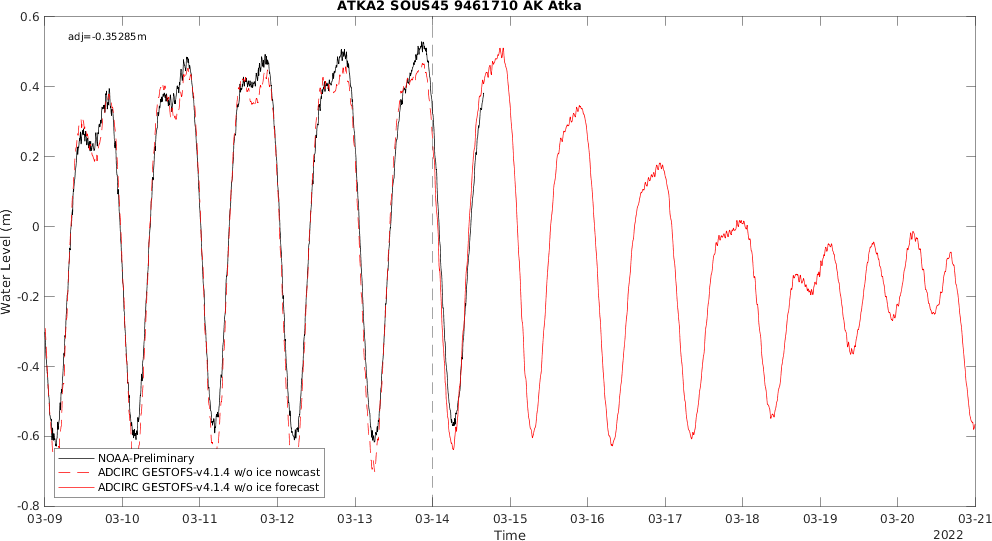 ATKA2 SOUS45 9461710 AK Atka
adj=-0.35285m
0.6
0.4
0.2
0
-0.2
-0.4
-0.6
-0.8
Water Level (m)
NOAA-Preliminary
ADCIRC GESTOFS-v4.1.4 w/o ice nowcast
ADCIRC GESTOFS-v4.1.4 w/o ice forecast
03-09 03-10 03-11 03-12 03-13 03-14 03-15 03-16 03-17 03-18 03-19 03-20 03-21
Time
2022